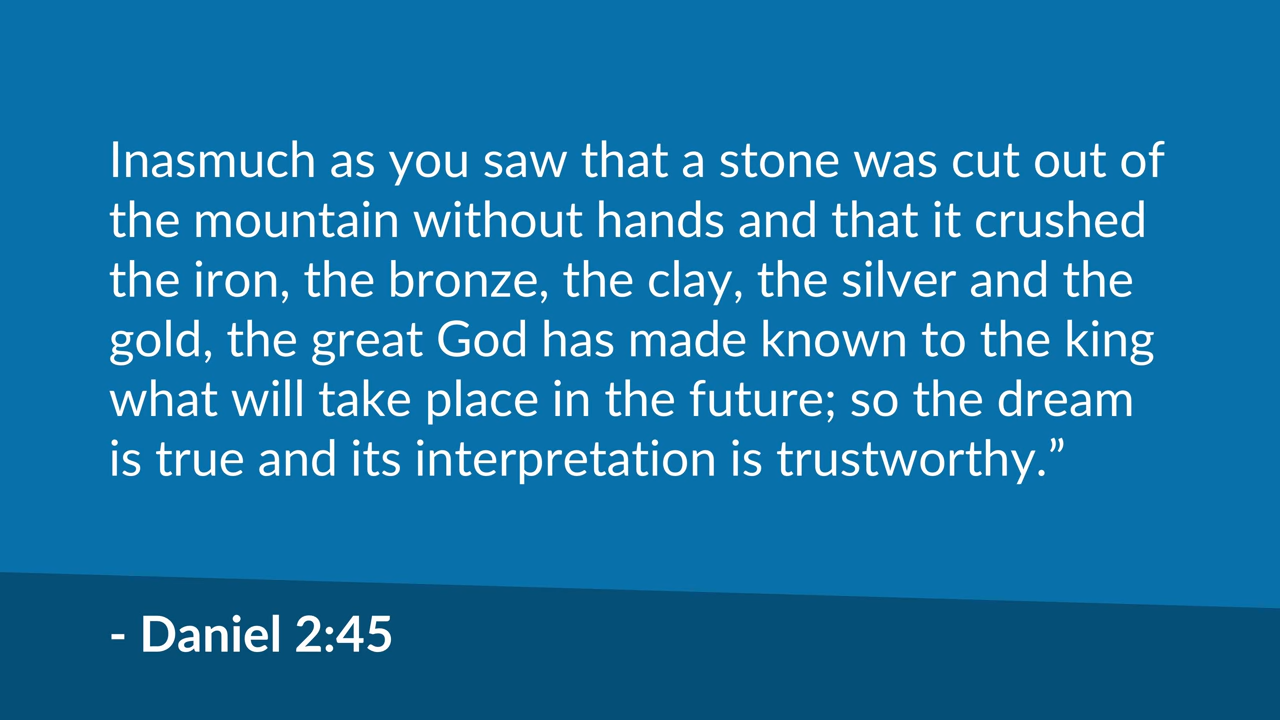 Inasmuch as you saw that a stone was cut out of
the mountain without hands and that it crushed
the iron, the bronze, the clay, the silver and the
gold, the great God has made known to the king
what will take place in the future; so the dream
is true and its interpretation is trustworthy.”
- Daniel 2:45